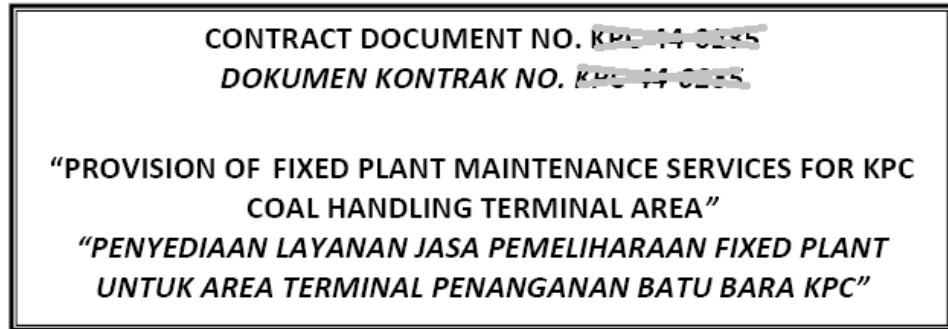 CONTRACT DOCUMENT NO.
DOKUMEN KONTRAK NO.
“PROVISION OF FIXED PLANT MAINTENANCE SERVICES FOR KPC
COAL HANDLING TERMINAL AREA”
“PENYEDIAAN LAYANAN JASA PEMELIHARAAN FIXED PLANT
UNTUK AREA TERMINAL PENANGANAN BATU BARA KPC”